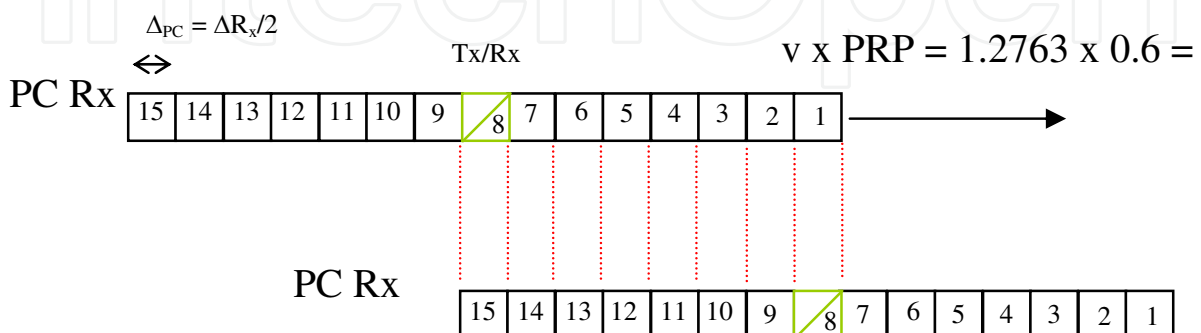 Δ_PC = ΔR_x/2
Tx/Rx
v x PRP = 1.2763 x 0.6 =
PC Rx
15 14 13 12 11 10 9 8 7 6 5 4 3 2 1
PC Rx
15 14 13 12 11 10 9 8 7 6 5 4 3 2 1